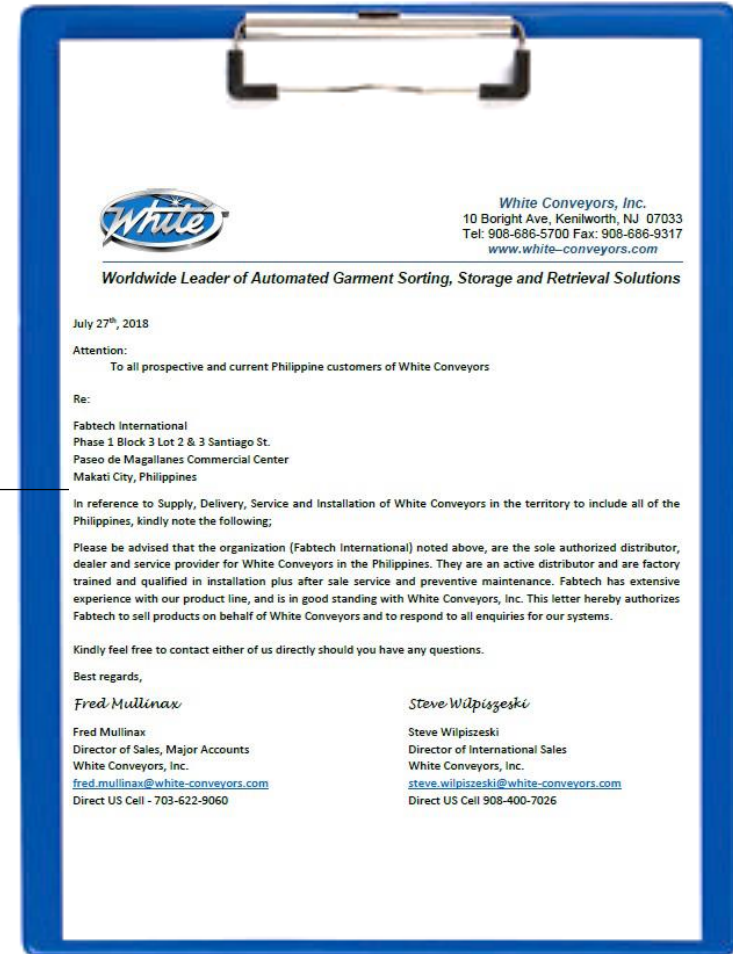 White
White Conveyors, Inc.
10 Boright Ave, Kenilworth, NJ 07033
Tel: 908-686-5700 Fax: 908-686-9317
www.white–conveyors.com
Worldwide Leader of Automated Garment Sorting, Storage and Retrieval Solutions
July 27th, 2018
Attention:
To all prospective and current Philippine customers of White Conveyors
Re:
Fabtech International
Phase 1 Block 3 Lot 2 & 3 Santiago St.
Paseo de Magallanes Commercial Center
Makati City, Philippines
In reference to Supply, Delivery, Service and Installation of White Conveyors in the territory to include all of the
Philippines, kindly note the following;
Please be advised that the organization (Fabtech International) noted above, are the sole authorized distributor,
dealer and service provider for White Conveyors in the Philippines. They are an active distributor and are factory
trained and qualified in installation plus after sale service and preventive maintenance. Fabtech has extensive
experience with our product line, and is in good standing with White Conveyors, Inc. This letter hereby authorizes
Fabtech to sell products on behalf of White Conveyors and to respond to all enquiries for our systems.
Kindly feel free to contact either of us directly should you have any questions.
Best regards,
Fred Mullinax
Fred Mullinax
Director of Sales, Major Accounts
White Conveyors, Inc.
fred.mullinax@white-conveyors.com
Direct US Cell - 703-622-9060
Steve Wilpiszeski
Steve Wilpiszeski
Director of International Sales
White Conveyors, Inc.
steve.wilpiszeski@white-conveyors.com
Direct US Cell 908-400-7026